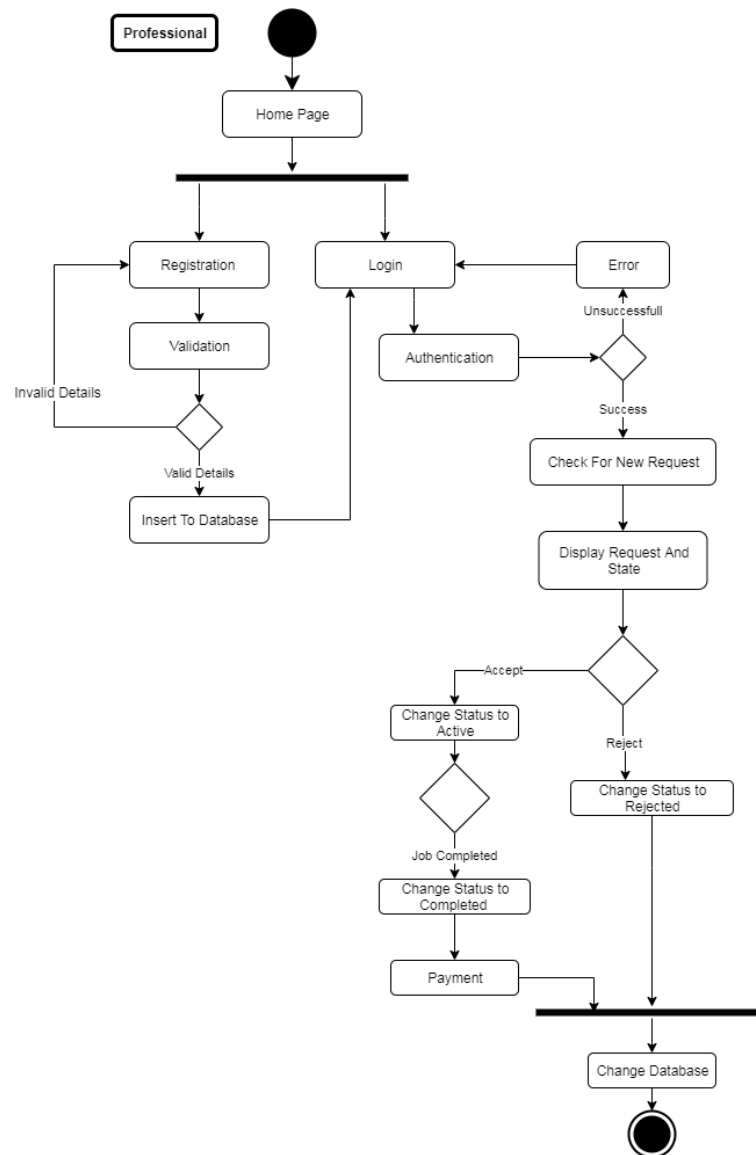 Professional
Home Page
Registration
Login
Error
Unsuccessfull
Validation
Authentication
Invalid Details
Success
Valid Details
Check For New Request
Insert To Database
Display Request And
State
Accept
Change Status to
Active
Reject
Change Status to
Rejected
Job Completed
Change Status to
Completed
Payment
Change Database